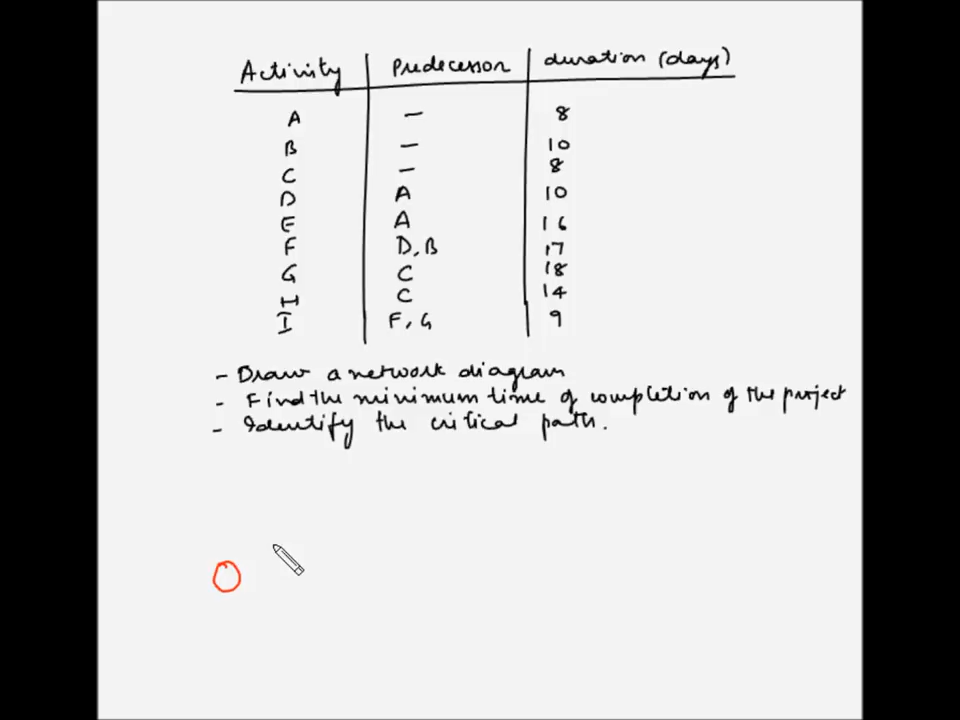 Activity Predecessor duration (days)
A - 8
B - 10
C - 8
D A 10
E A 16
F D, B 17
G C 18
H C 14
I F, G 9
- Draw a network diagram
- Find the minimum time of completion of the project
- Identify the critical path.